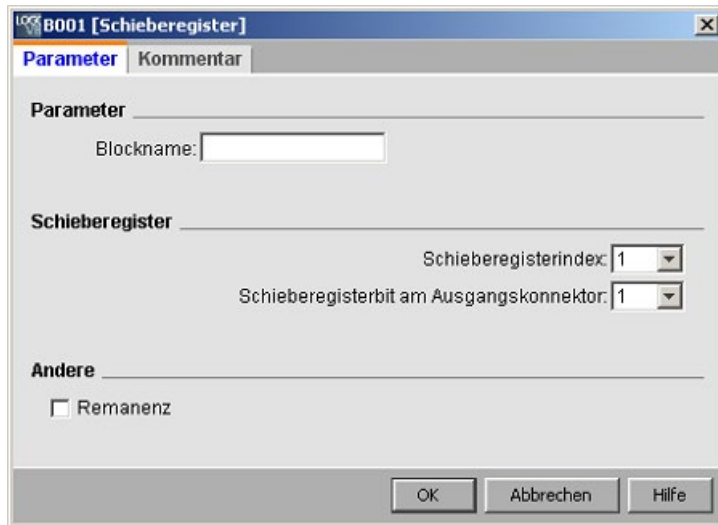 B001 [Schieberegister]
Parameter Kommentar
Parameter
Blockname:
Schieberegister
Schieberegisterindex: 1
Schieberegisterbit am Ausgangskonnektor: 1
Andere
Remanenz
OK Abbrechen Hilfe